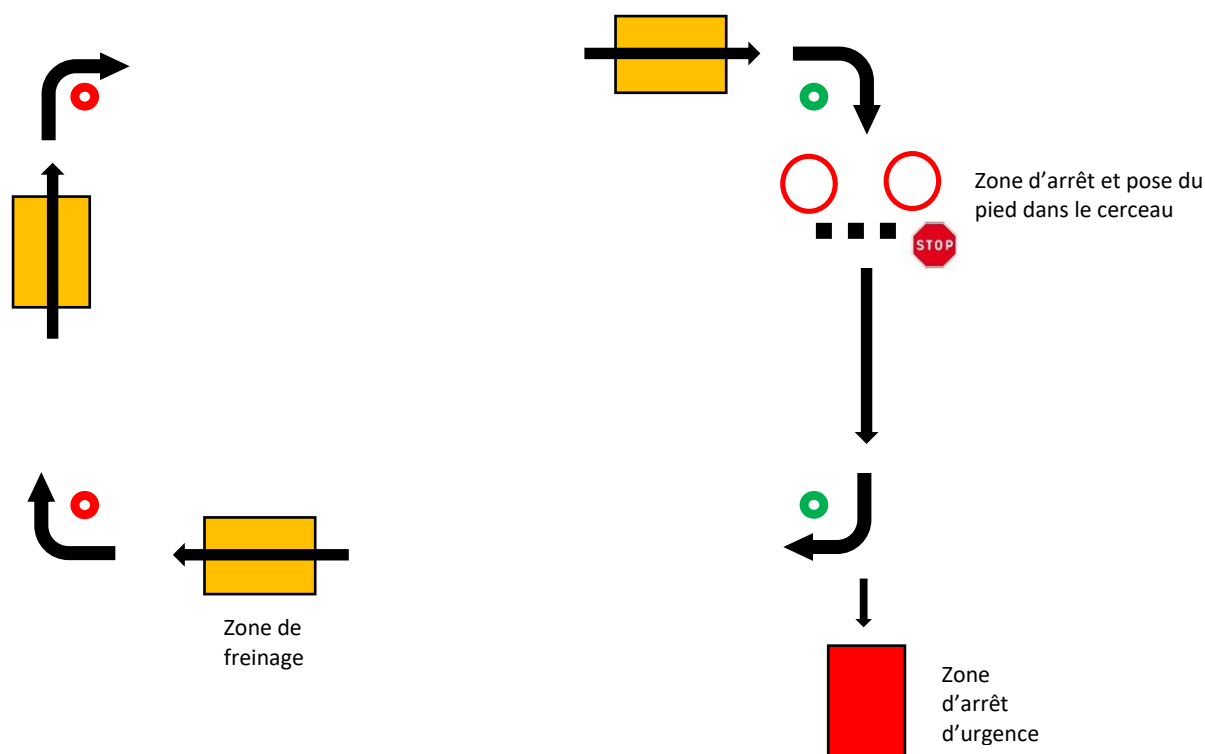 Zone d’arrêt et pose du
pied dans le cerceau
STOP
Zone de
freinage
Zone
d’arrêt
d’urgence